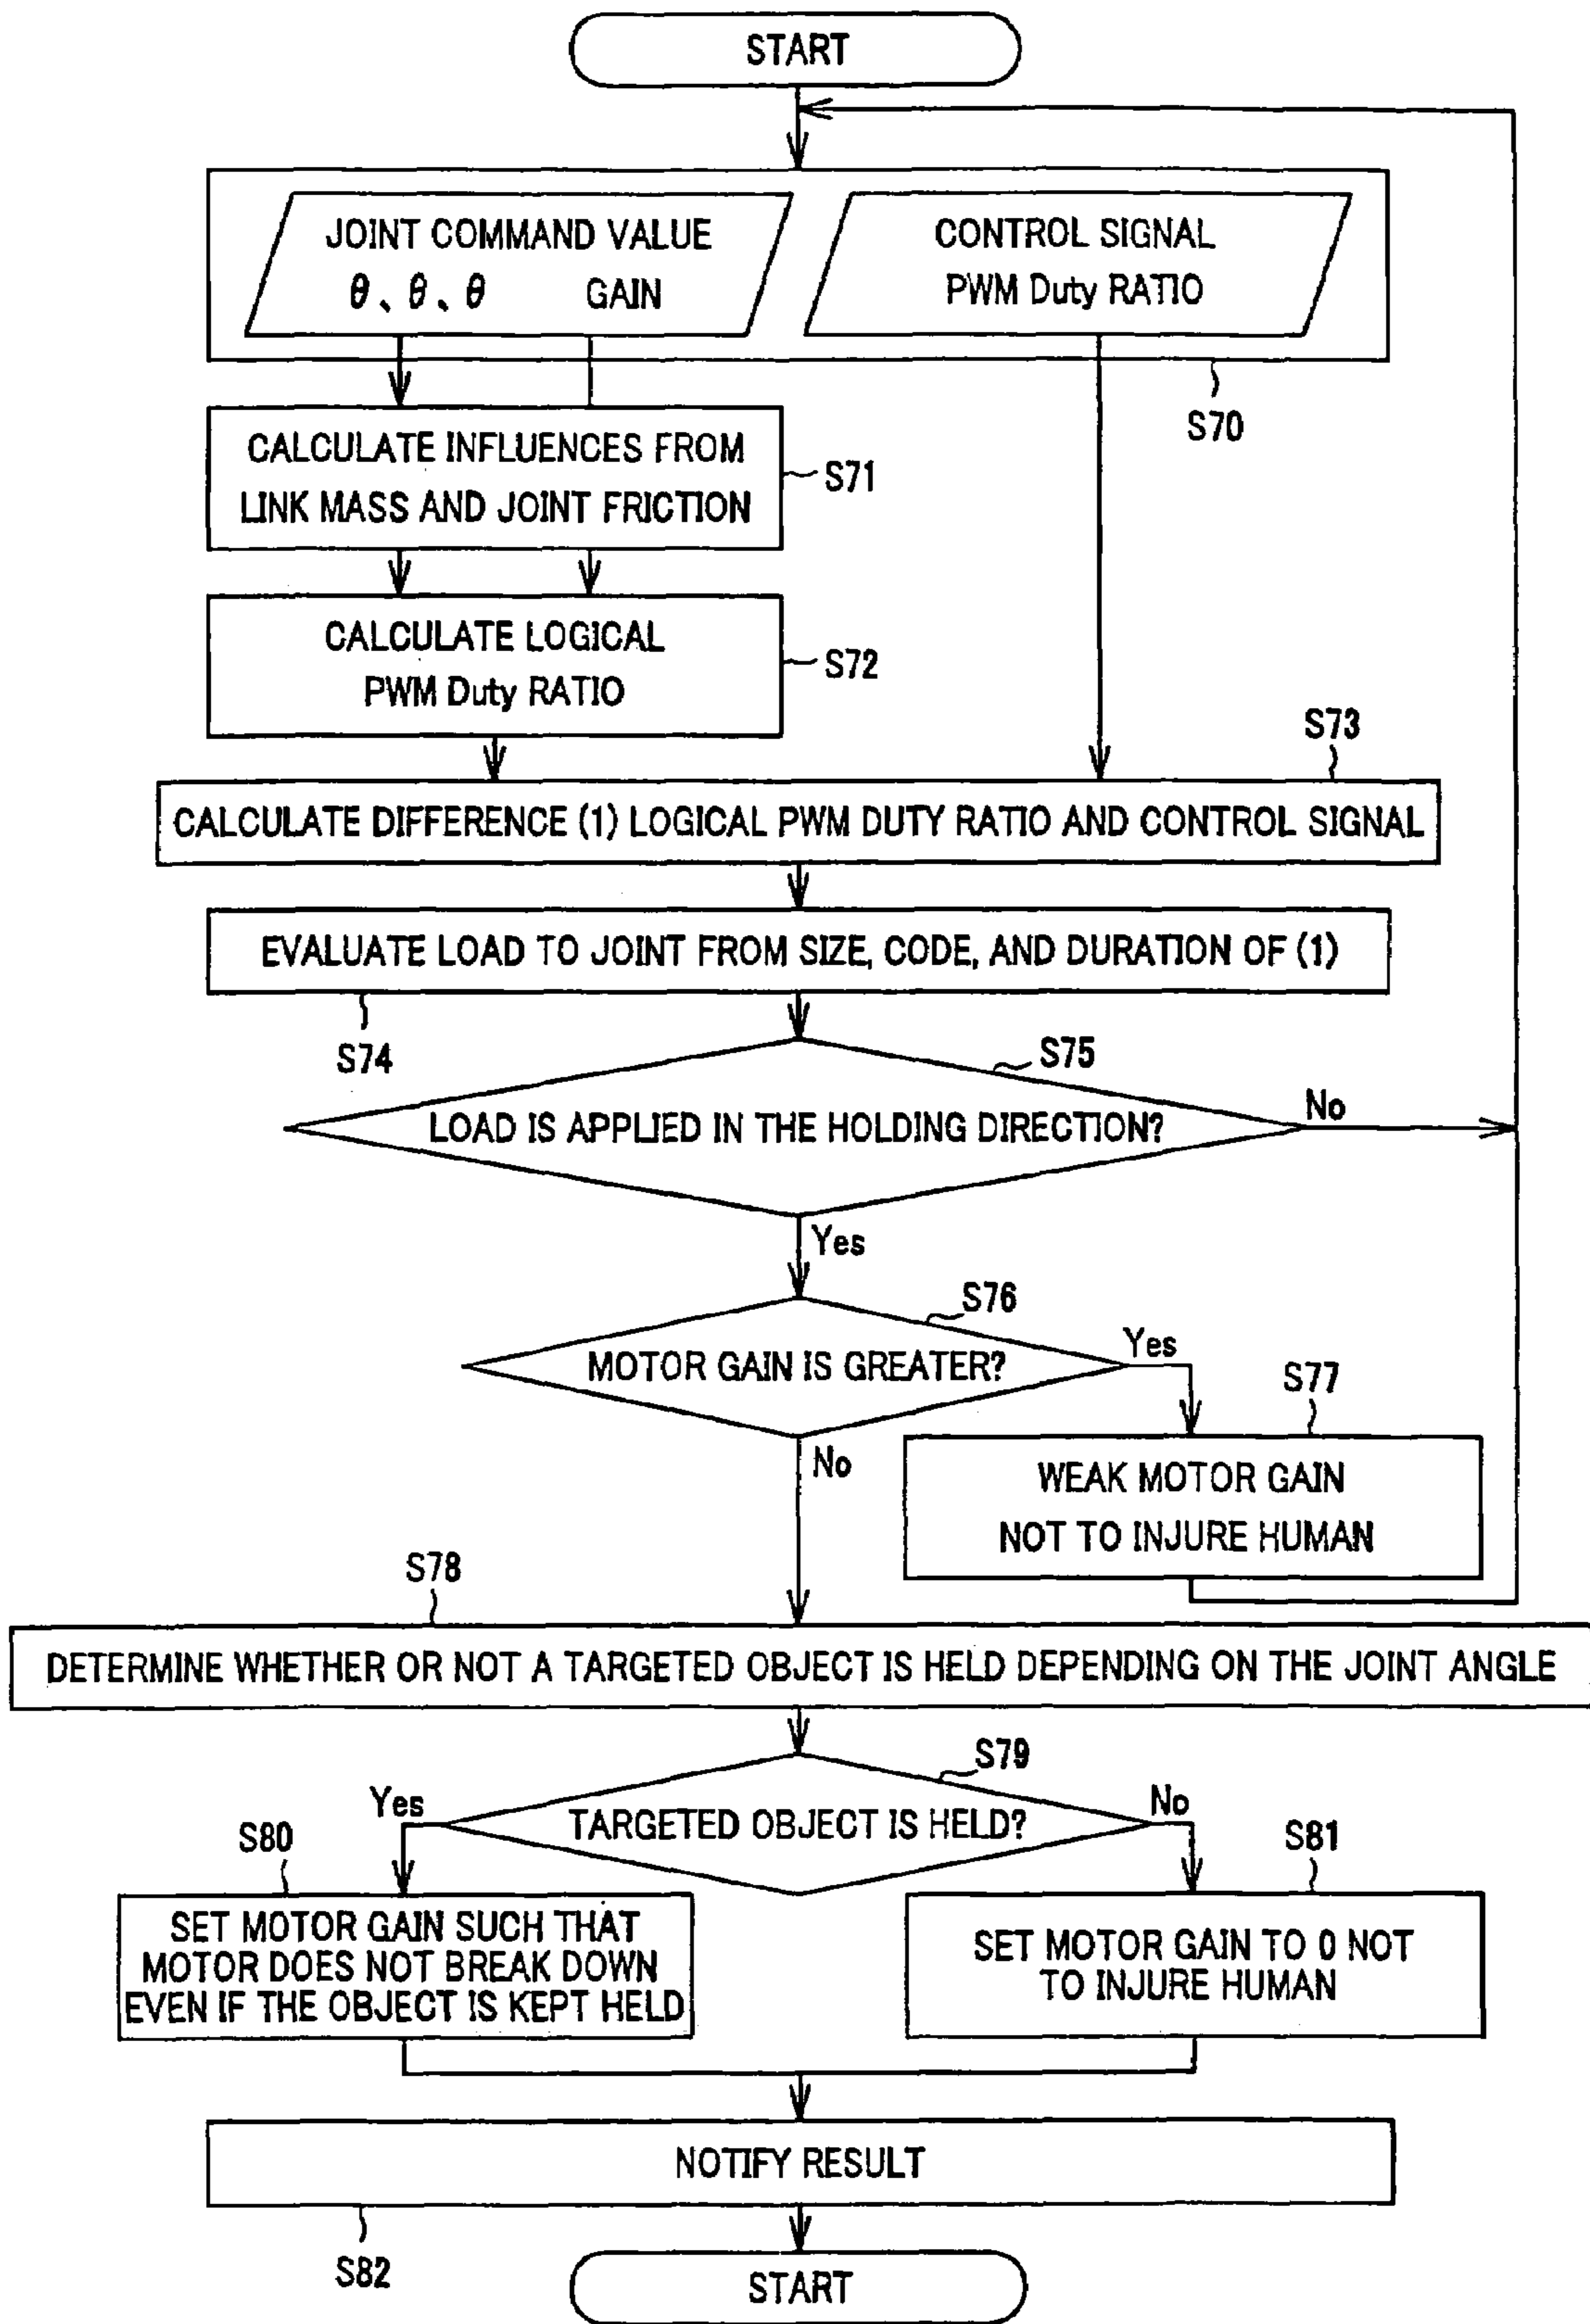 START
JOINT COMMAND VALUE
θ、θ、θ GAIN
CONTROL SIGNAL
PWM Duty RATIO
S70
CALCULATE INFLUENCES FROM
LINK MASS AND JOINT FRICTION
S71
CALCULATE LOGICAL
PWM Duty RATIO
S72
S73
CALCULATE DIFFERENCE (1) LOGICAL PWM DUTY RATIO AND CONTROL SIGNAL
EVALUATE LOAD TO JOINT FROM SIZE, CODE, AND DURATION OF (1)
S74
S75
LOAD IS APPLIED IN THE HOLDING DIRECTION?
No
Yes
S76
MOTOR GAIN IS GREATER?
Yes
No
S77
WEAK MOTOR GAIN
NOT TO INJURE HUMAN
S78
DETERMINE WHETHER OR NOT A TARGETED OBJECT IS HELD DEPENDING ON THE JOINT ANGLE
S79
TARGETED OBJECT IS HELD?
Yes
No
S80
SET MOTOR GAIN SUCH THAT
MOTOR DOES NOT BREAK DOWN
EVEN IF THE OBJECT IS KEPT HELD
S81
SET MOTOR GAIN TO 0 NOT
TO INJURE HUMAN
NOTIFY RESULT
S82
START